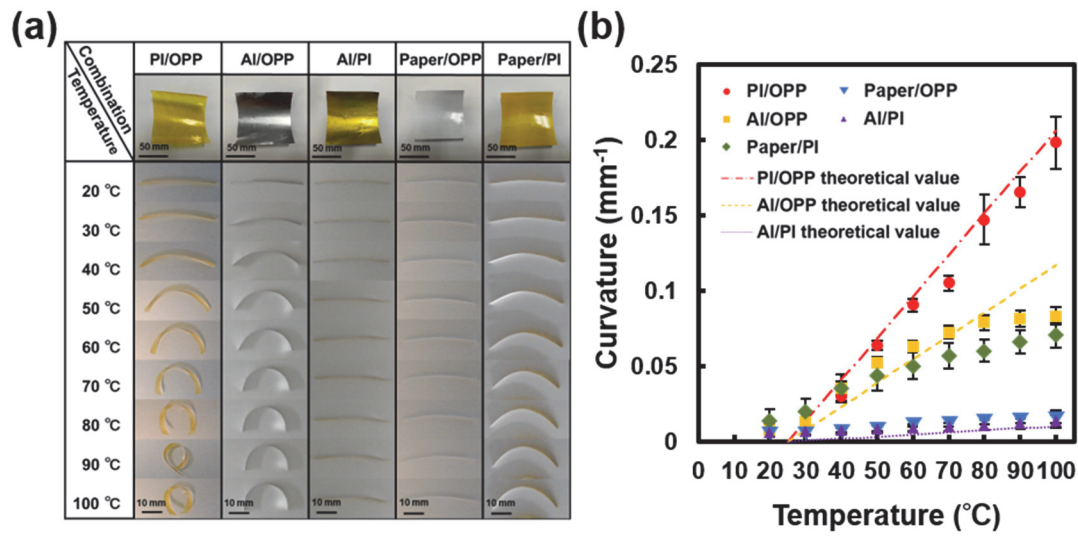 (a)
Combination
Temperature
PI/OPP
Al/OPP
Al/PI
Paper/OPP
Paper/PI
50 mm
50 mm
50 mm
50 mm
50 mm
20 °C
30 °C
40 °C
50 °C
60 °C
70 °C
80 °C
90 °C
100 °C
10 mm
10 mm
10 mm
10 mm
10 mm
(b)
Curvature (mm-1)
0.25
0.2
0.15
0.1
0.05
0
PI/OPP
Paper/OPP
Al/OPP
Al/PI
Paper/PI
PI/OPP theoretical value
Al/OPP theoretical value
Al/PI theoretical value
0 10 20 30 40 50 60 70 80 90 100
Temperature (°C)